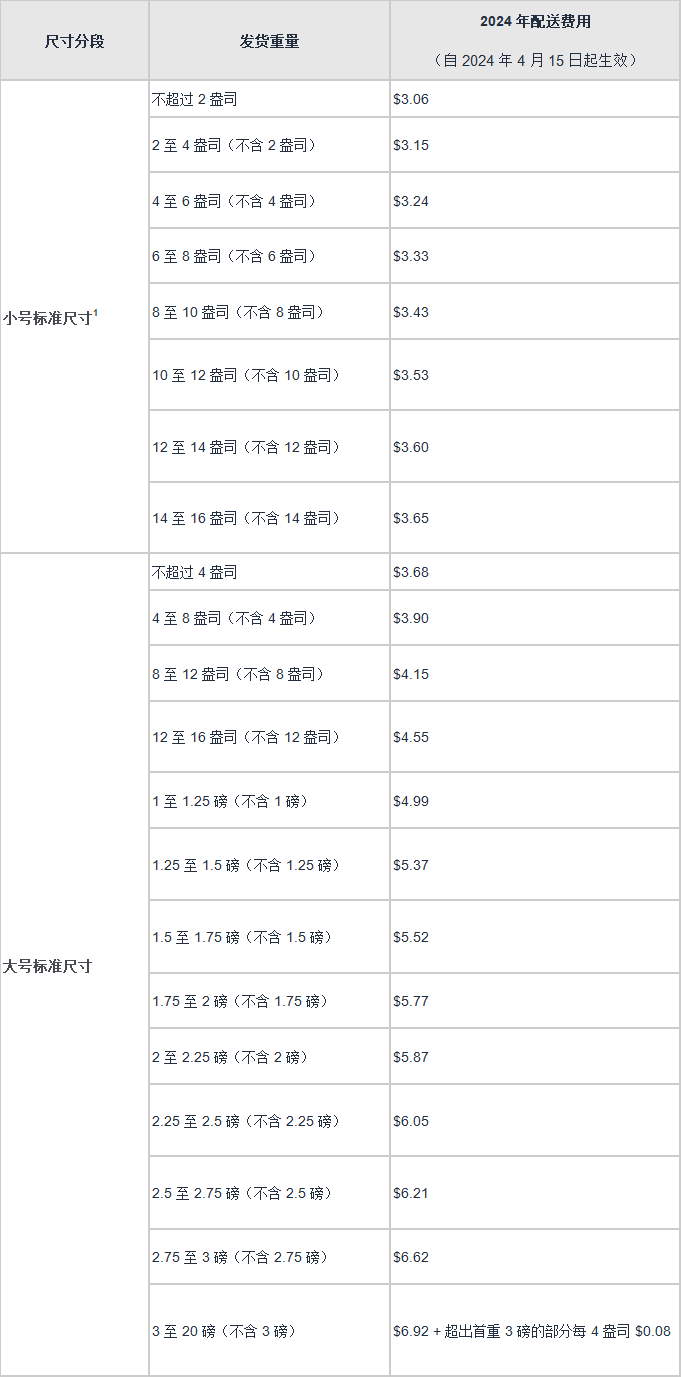 尺寸分段
发货重量
2024 年配送费用
（自 2024 年 4 月 15 日起生效）
小号标准尺寸1
不超过 2 盎司
$3.06
2 至 4 盎司（不含 2 盎司）
$3.15
4 至 6 盎司（不含 4 盎司）
$3.24
6 至 8 盎司（不含 6 盎司）
$3.33
8 至 10 盎司（不含 8 盎司）
$3.43
10 至 12 盎司（不含 10 盎司）
$3.53
12 至 14 盎司（不含 12 盎司）
$3.60
14 至 16 盎司（不含 14 盎司）
$3.65
大号标准尺寸
不超过 4 盎司
$3.68
4 至 8 盎司（不含 4 盎司）
$3.90
8 至 12 盎司（不含 8 盎司）
$4.15
12 至 16 盎司（不含 12 盎司）
$4.55
1 至 1.25 磅（不含 1 磅）
$4.99
1.25 至 1.5 磅（不含 1.25 磅）
$5.37
1.5 至 1.75 磅（不含 1.5 磅）
$5.52
1.75 至 2 磅（不含 1.75 磅）
$5.77
2 至 2.25 磅（不含 2 磅）
$5.87
2.25 至 2.5 磅（不含 2.25 磅）
$6.05
2.5 至 2.75 磅（不含 2.5 磅）
$6.21
2.75 至 3 磅（不含 2.75 磅）
$6.62
3 至 20 磅（不含 3 磅）
$6.92 + 超出首重 3 磅的部分每 4 盎司 $0.08